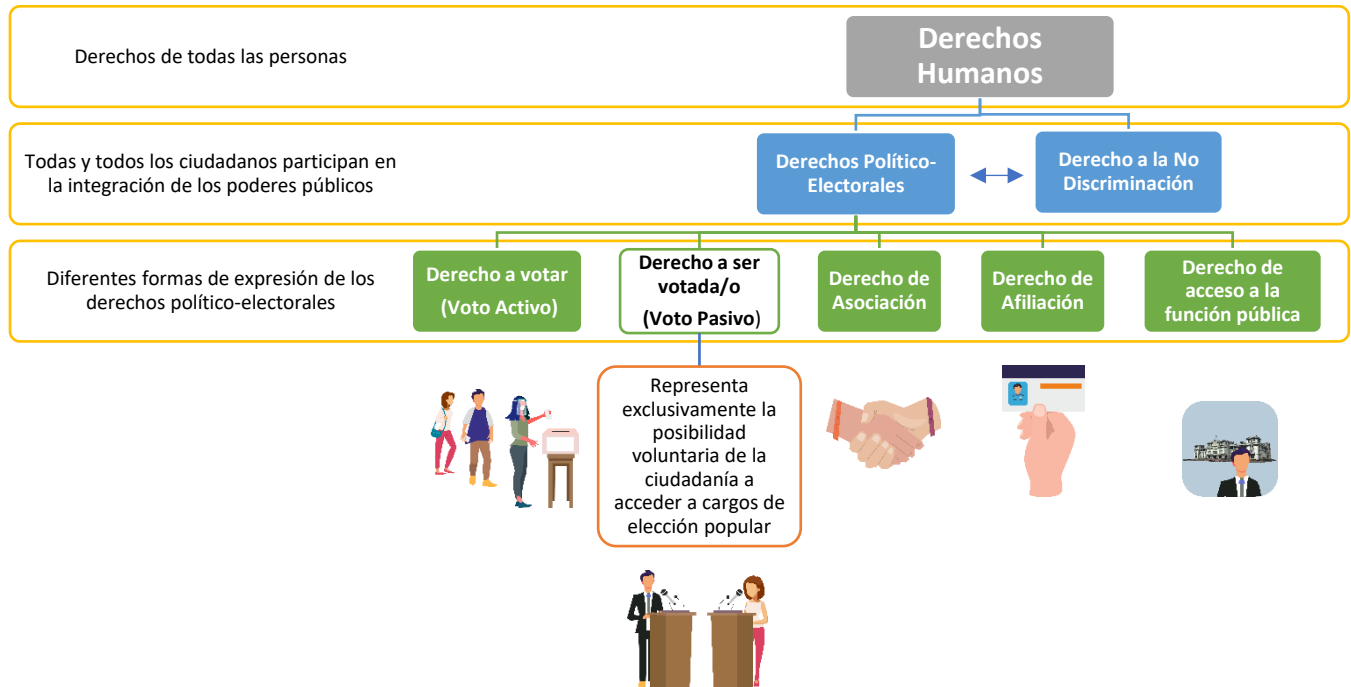 Derechos de todas las personas
Derechos
Humanos
Todas y todos los ciudadanos participan en
la integración de los poderes públicos
Derechos Político-
Electorales
Derecho a la No
Discriminación
Diferentes formas de expresión de los
derechos político-electorales
Derecho a votar
(Voto Activo)
Derecho a ser
votada/o
(Voto Pasivo)
Derecho de
Asociación
Derecho de
Afiliación
Derecho de
acceso a la
función pública
Representa
exclusivamente la
posibilidad
voluntaria de la
ciudadanía a
acceder a cargos de
elección popular